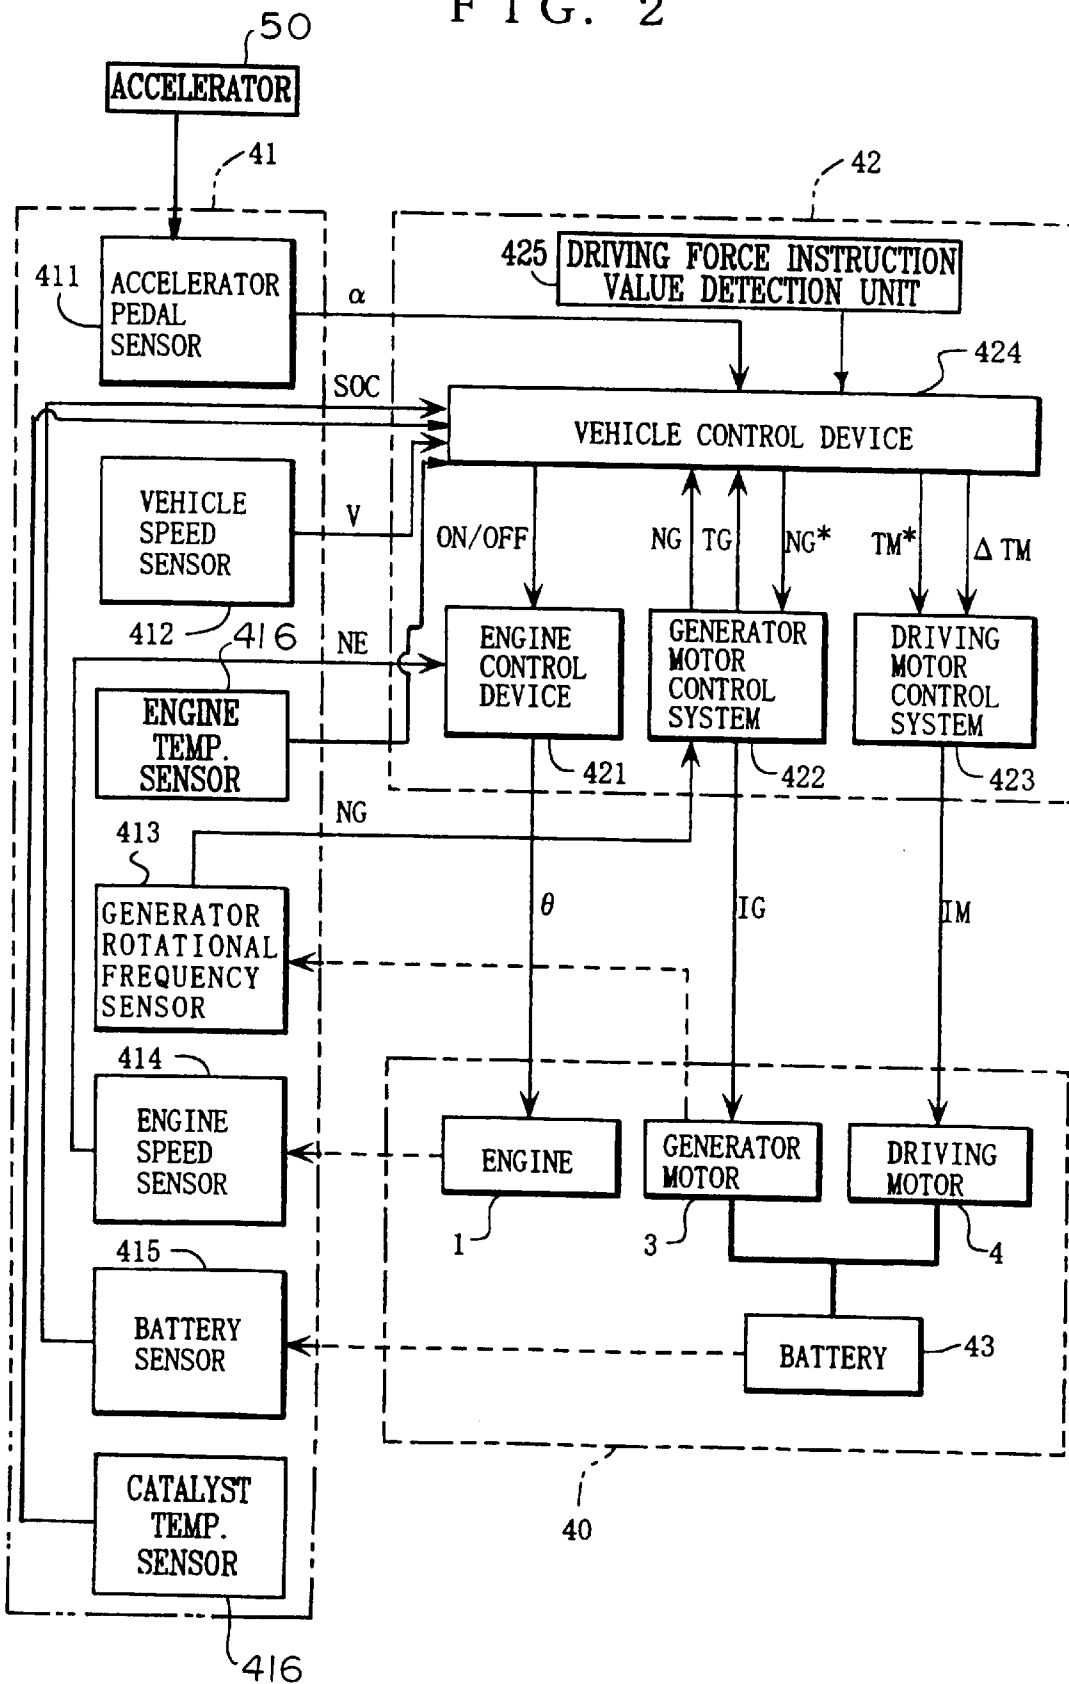 FIG. 2
50
ACCELERATOR
41
42
411
ACCELERATOR
PEDAL
SENSOR
α
425
DRIVING FORCE INSTRUCTION
VALUE DETECTION UNIT
424
SOC
VEHICLE CONTROL DEVICE
VEHICLE
SPEED
SENSOR
V
412
ON/OFF
NG
TG
NG*
TM*
Δ TM
416
NE
ENGINE
CONTROL
DEVICE
GENERATOR
MOTOR
CONTROL
SYSTEM
DRIVING
MOTOR
CONTROL
SYSTEM
ENGINE
TEMP.
SENSOR
421
422
423
413
NG
GENERATOR
ROTATIONAL
FREQUENCY
SENSOR
θ
IG
IM
414
ENGINE
SPEED
SENSOR
ENGINE
GENERATOR
MOTOR
DRIVING
MOTOR
1
3
4
415
BATTERY
SENSOR
BATTERY
43
CATALYST
TEMP.
SENSOR
40
416